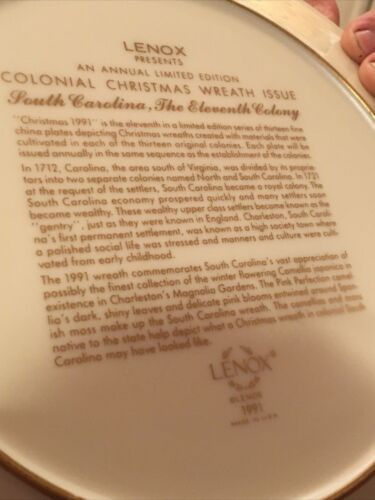 LENOX
PRESENTS
AN ANNUAL LIMITED EDITION
COLONIAL CHRISTMAS WREATH ISSUE
South Carolina, The Eleventh Colony
"Christmas 1991" is the eleventh in a limited edition series of thirteen fine
china plates depicting Christmas wreaths created with materials that were
cultivated in each of the thirteen original colonies. Each plate will be
issued annually in the same sequence as the establishment of the colonies.
In 1712, Carolina, the area south of Virginia, was divided by its proprie-
tars into two separate colonies named North and South Carolina. In 1721
at the request of the settlers, South Carolina became a royal colony. The
South Carolina economy prospered quickly and many settlers soon
became wealthy. These wealthy upper class settlers became known as the
"gentry", just as they were known in England. Charleston, South Caroli-
na's first permanent settlement, was known as a high society town where
a polished social life was stressed and manners and culture were culti-
vated from early childhood.
The 1991 wreath commemorates South Carolina's vast appreciation of
possibly the finest collection of the winter flowering Camellia japonica in
existence in Charleston's Magnolia Gardens. The Pink Perfection camel-
lia's dark, shiny leaves and delicate pink blooms entwined around Span-
ish moss make up the South Carolina wreath. The camellias and moss
native to the state help depict what a Christmas wreath in colonial South
Carolina may have looked like.
LENOX
©LENOX
1991
MADE IN U.S.A.